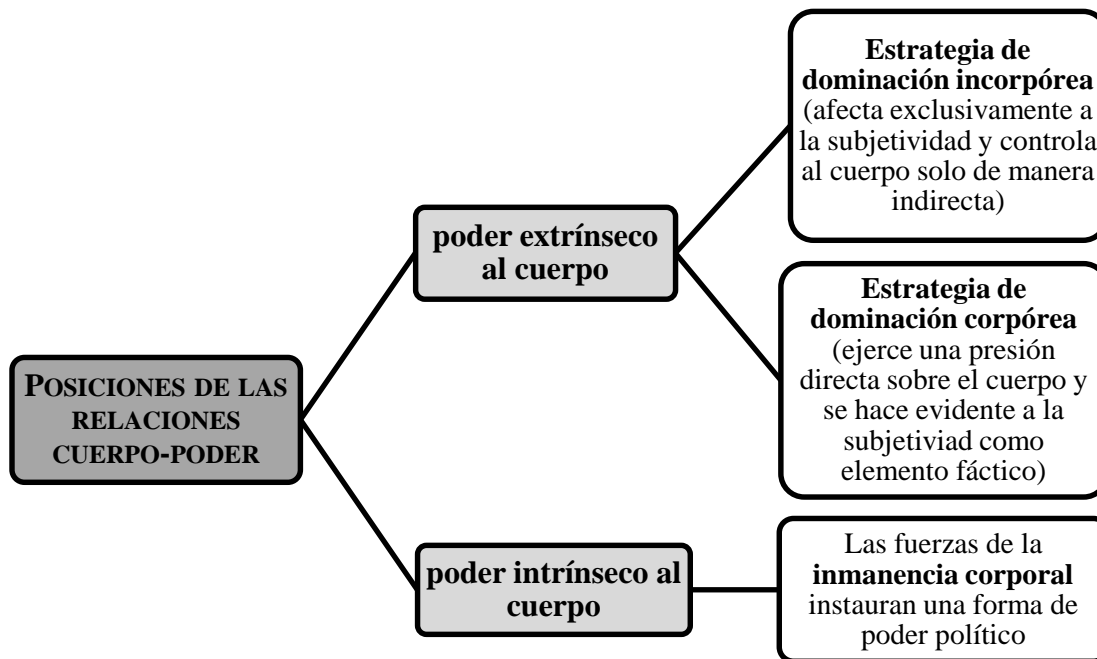 POSICIONES DE LAS
RELACIONES
CUERPO-PODER
poder extrínseco
al cuerpo
Estrategia de
dominación incorpórea
(afecta exclusivamente a
la subjetividad y controla
al cuerpo solo de manera
indirecta)
Estrategia de
dominación corpórea
(ejerce una presión
directa sobre el cuerpo y
se hace evidente a la
subjetiviad como
elemento fáctico)
poder intrínseco al
cuerpo
Las fuerzas de la
inmanencia corporal
instauran una forma de
poder político